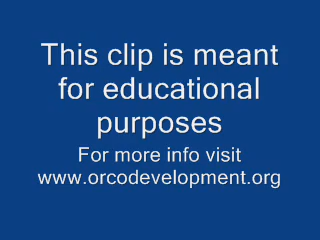 This clip is meant
for educational
purposes
For more info visit
www.orcodevelopment.org